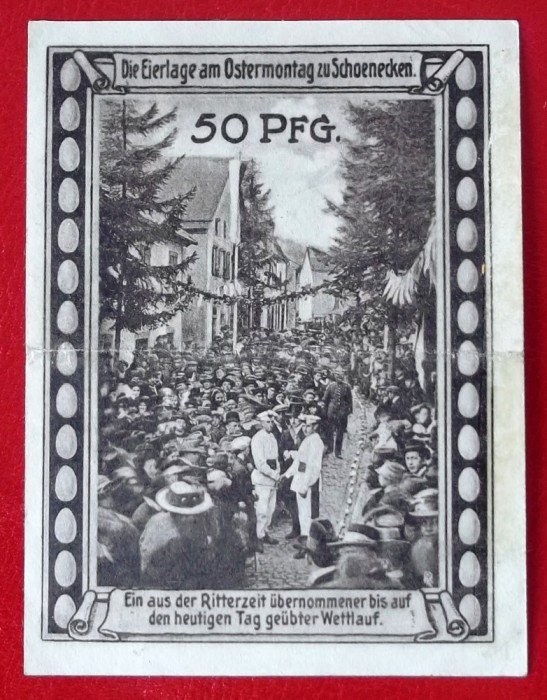 Die Eierlage am Ostermontag zu Schoenecken.
50 PFG.
Ein aus der Ritterzeit übernommener bis auf
den heutigen Tag geübter Wettlauf.